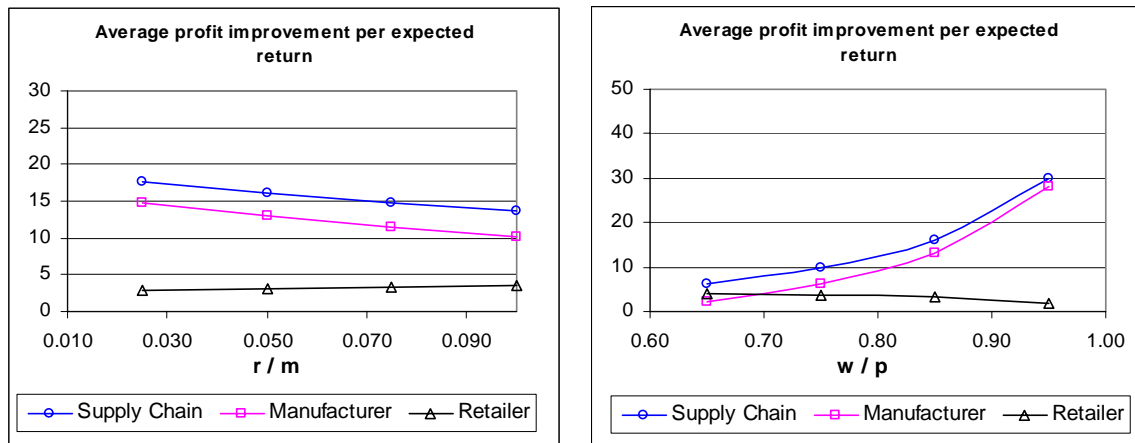 Average profit improvement per expected
return
30
25
20
15
10
5
0
0.010 0.030 0.050 0.070 0.090
r / m
Supply Chain Manufacturer Retailer
Average profit improvement per expected
return
50
40
30
20
10
0
0.60 0.70 0.80 0.90 1.00
w / p
Supply Chain Manufacturer Retailer